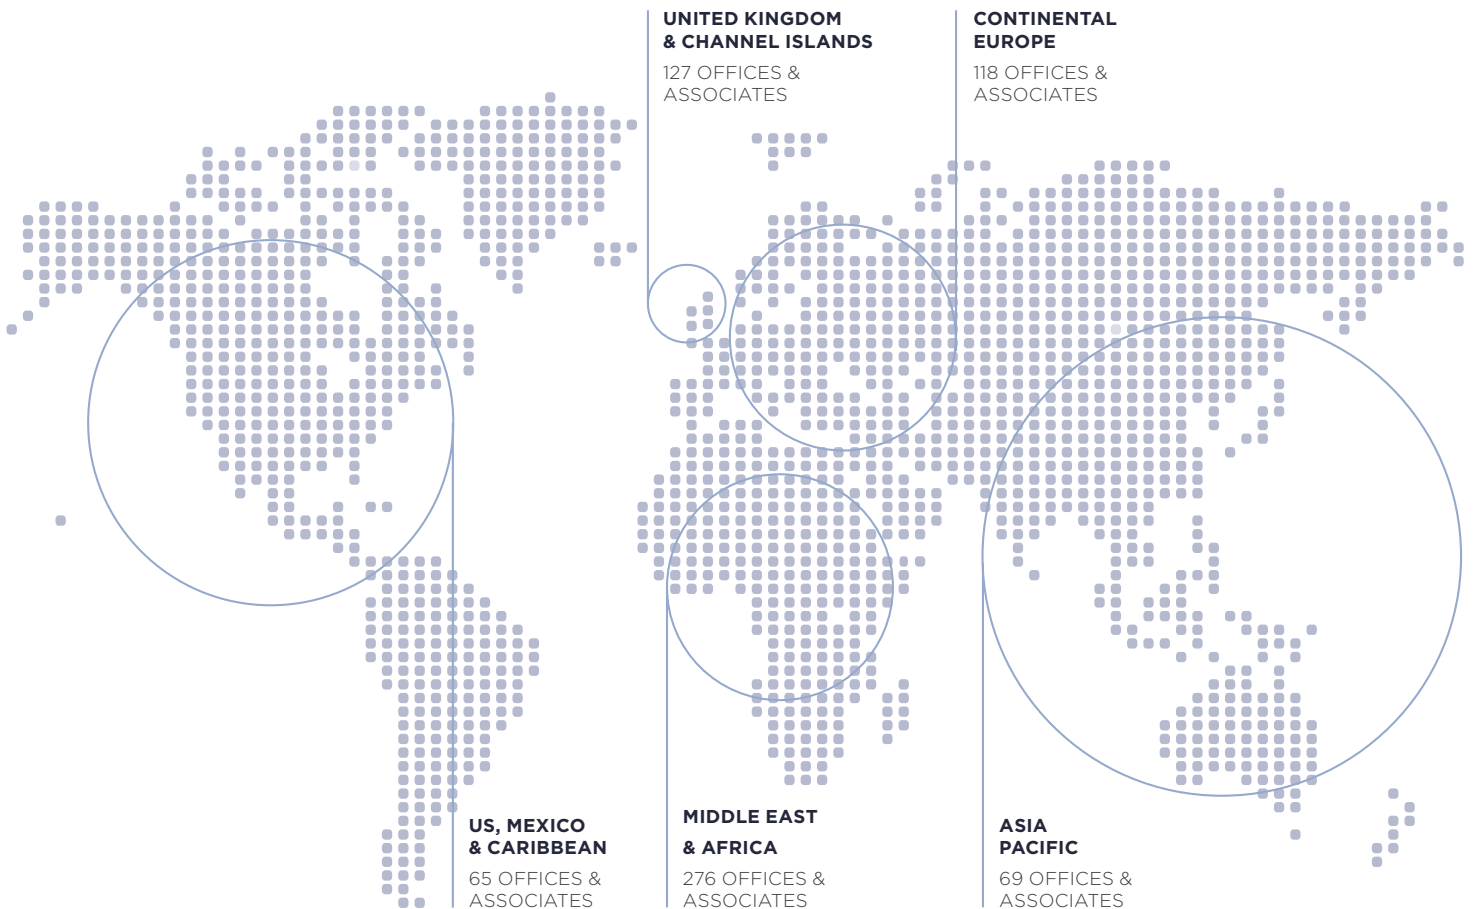 UNITED KINGDOM
& CHANNEL ISLANDS
127 OFFICES &
ASSOCIATES
CONTINENTAL
EUROPE
118 OFFICES &
ASSOCIATES
US, MEXICO
& CARIBBEAN
65 OFFICES &
ASSOCIATES
MIDDLE EAST
& AFRICA
276 OFFICES &
ASSOCIATES
ASIA
PACIFIC
69 OFFICES &
ASSOCIATES